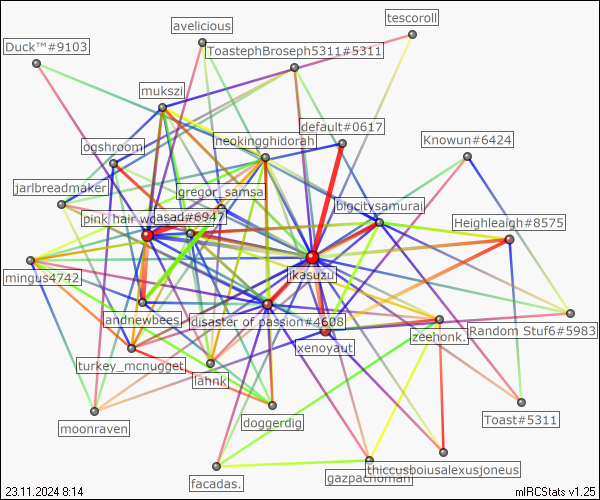 avelicious
tescoroll
Duck™#9103
ToastephBroseph5311#5311
mukszi
default#0617
ogshroom
neokingghidorah
Knowun#6424
jarlbreadmaker
gregor_samsa
pink hair wo
asad#6947
bigcitysamurai
Heighleaigh#8575
mingus4742
ikasuzu
andnewbees
disaster of passion#4608
Random Stuf6#5983
zeehonk.
xenoyaut
turkey_mcnugget
lahnk
Toast#5311
moonraven
doggerdig
thiccusboiusalexusjoneus
gazpachoman
facadas.
23.11.2024 8:14
mIRCStats v1.25